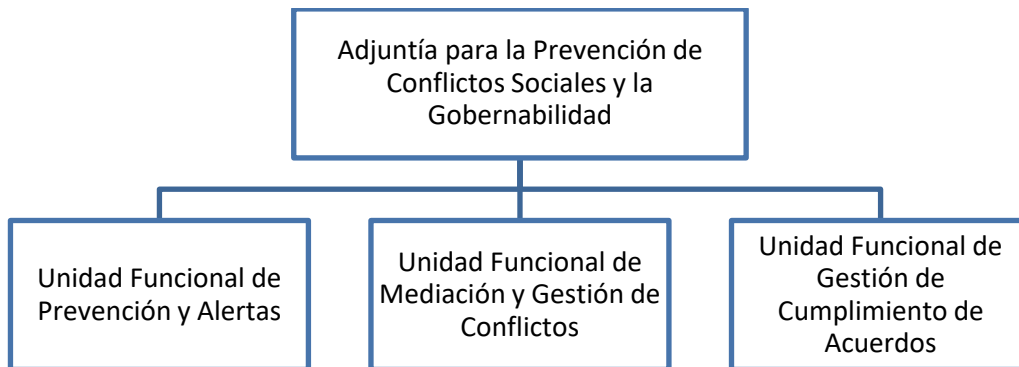 Adjuntía para la Prevención de
Conflictos Sociales y la
Gobernabilidad
Unidad Funcional de
Prevención y Alertas
Unidad Funcional de
Mediación y Gestión de
Conflictos
Unidad Funcional de
Gestión de
Cumplimiento de
Acuerdos